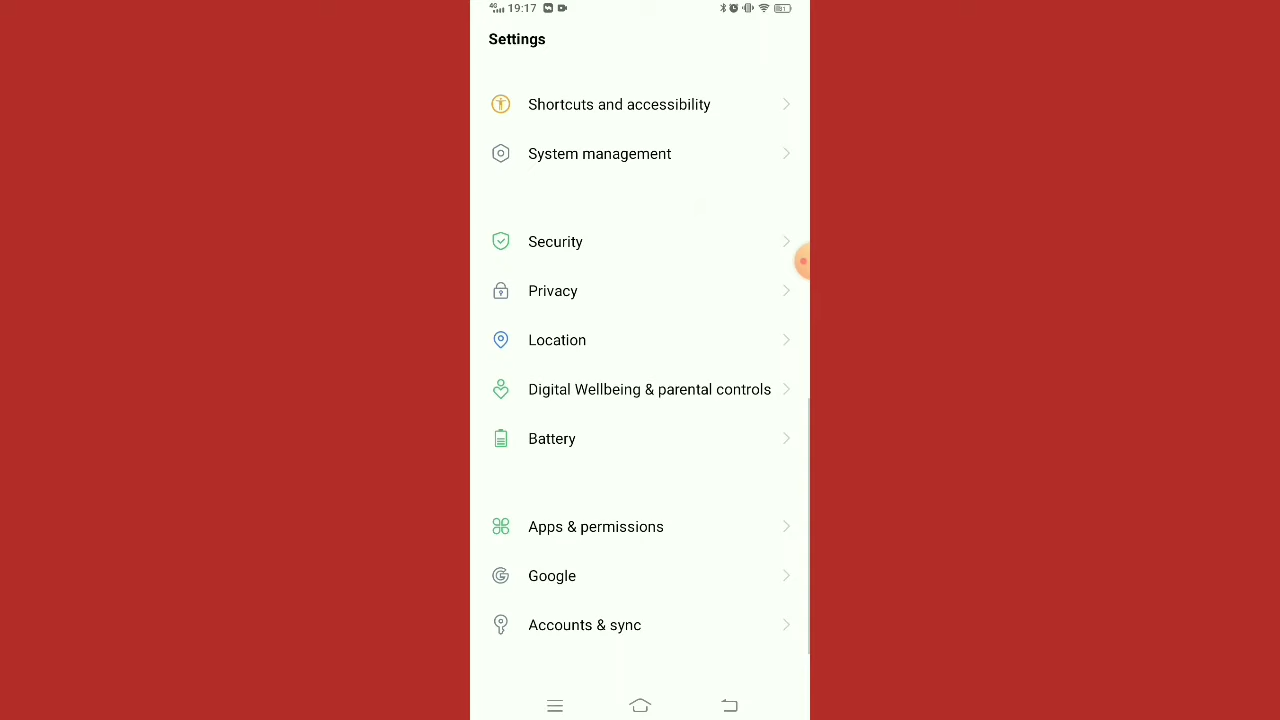 4G 19:17
Settings
Shortcuts and accessibility
System management
Security
Privacy
Location
Digital Wellbeing & parental controls
Battery
Apps & permissions
Google
Accounts & sync